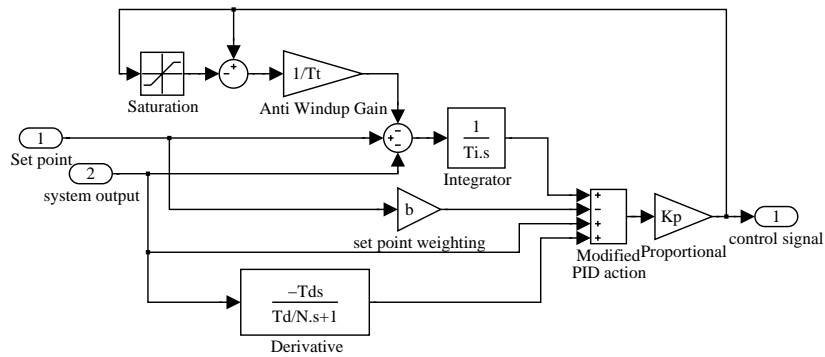 Saturation
1/Tt
Anti Windup Gain
1
Set point
2
system output
1
Ti.s
Integrator
b
set point weighting
−Tds
Td/N.s+1
Derivative
Modified
PID action
Kp
Proportional
1
control signal